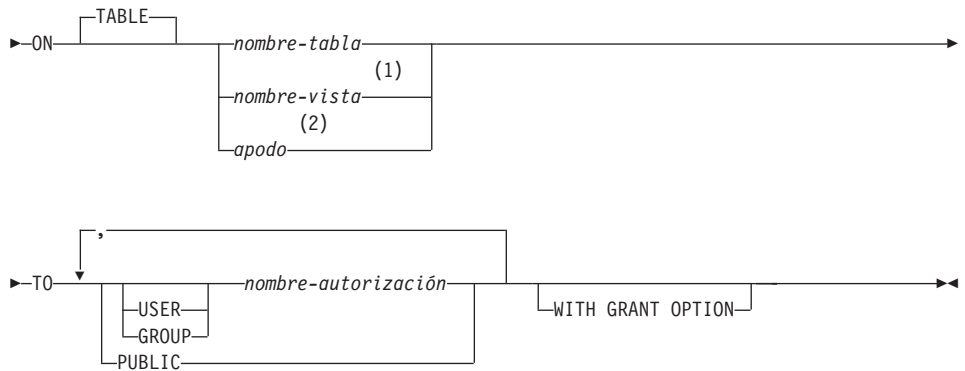 TABLE
ON
nombre-tabla
(1)
nombre-vista
(2)
apodo
,
TO
nombre-autorización
USER
GROUP
PUBLIC
WITH GRANT OPTION